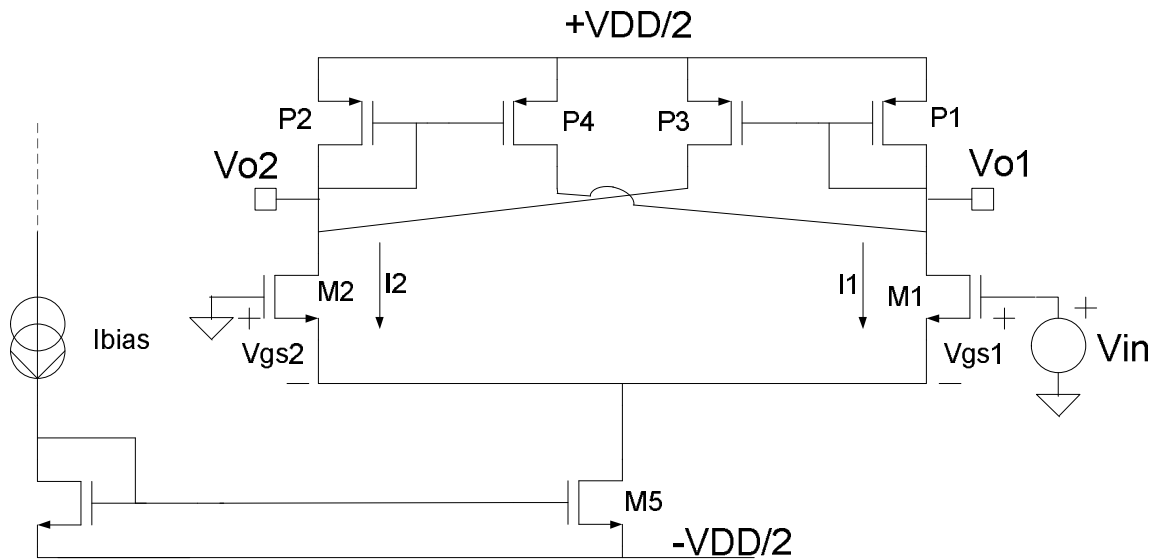 +VDD/2
P2
P4
P3
P1
Vo2
Vo1
M2
I2
I1
M1
+
+
+
Ibias
Vgs2
Vgs1
Vin
–
–
M5
-VDD/2